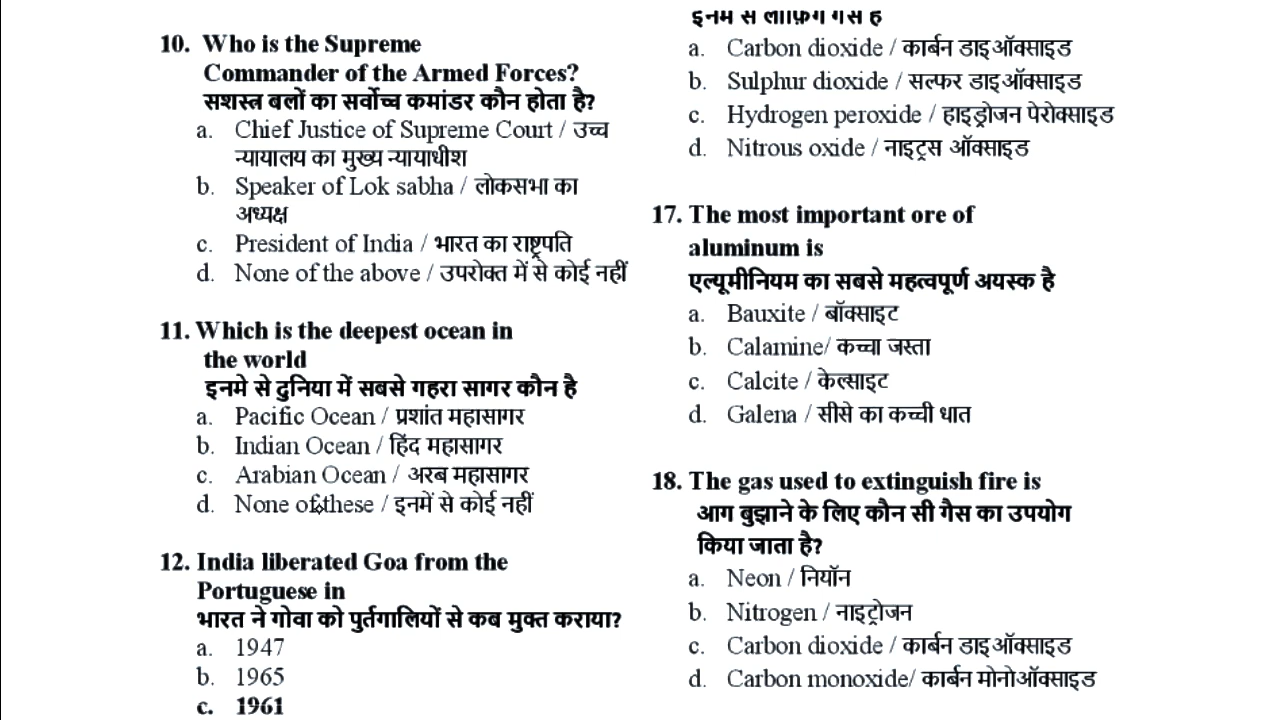 10. Who is the Supreme
Commander of the Armed Forces?
सशस्त्र बलों का सर्वोच्च कमांडर कौन होता है?
a. Chief Justice of Supreme Court / उच्च
न्यायालय का मुख्य न्यायाधीश
b. Speaker of Lok sabha / लोकसभा का
अध्यक्ष
c. President of India / भारत का राष्ट्रपति
d. None of the above / उपरोक्त में से कोई नहीं
11. Which is the deepest ocean in
the world
इनमे से दुनिया में सबसे गहरा सागर कौन है
a. Pacific Ocean / प्रशांत महासागर
b. Indian Ocean / हिंद महासागर
c. Arabian Ocean / अरब महासागर
d. None of these / इनमें से कोई नहीं
12. India liberated Goa from the
Portuguese in
भारत ने गोवा को पुर्तगालियों से कब मुक्त कराया?
a. 1947
b. 1965
c. 1961
इनमें से लाफ़िंग गैस है
a. Carbon dioxide / कार्बन डाइऑक्साइड
b. Sulphur dioxide / सल्फर डाइऑक्साइड
c. Hydrogen peroxide / हाइड्रोजन पेरोक्साइड
d. Nitrous oxide / नाइट्रस ऑक्साइड
17. The most important ore of
aluminum is
एल्यूमीनियम का सबसे महत्वपूर्ण अयस्क है
a. Bauxite / बॉक्साइट
b. Calamine/ कच्चा जस्ता
c. Calcite / केल्साइट
d. Galena / सीसे का कच्ची धात
18. The gas used to extinguish fire is
आग बुझाने के लिए कौन सी गैस का उपयोग
किया जाता है?
a. Neon / नियॉन
b. Nitrogen / नाइट्रोजन
c. Carbon dioxide / कार्बन डाइऑक्साइड
d. Carbon monoxide/ कार्बन मोनोऑक्साइड